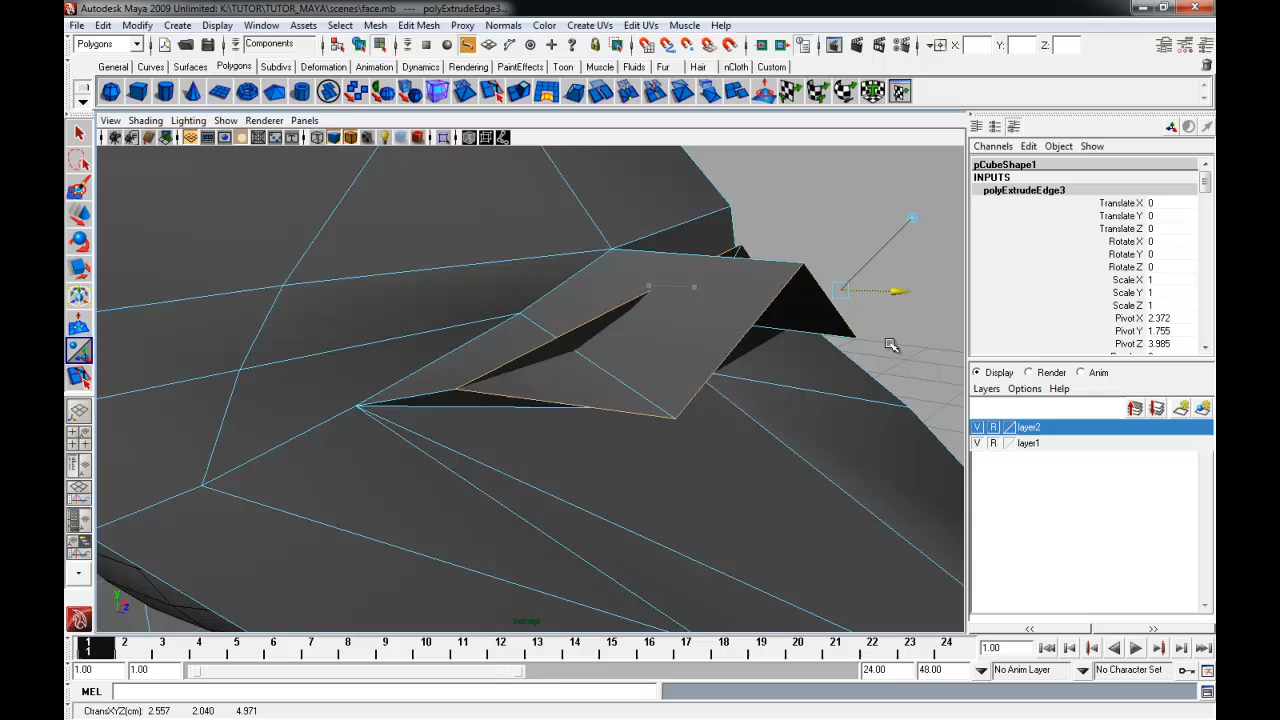 Autodesk Maya 2009 Unlimited: K:\TUTOR_MAYA\TUTOR_MAYA\scenes\face.mb --- polyExtrudeEdge3...
File Edit Modify Create Display Window Assets Select Mesh Edit Mesh Proxy Normals Color Create UVs Edit UVs Muscle Help
Polygons Components X: Y: Z:
General Curves Surfaces Polygons Subdivs Deformation Animation Dynamics Rendering PaintEffects Toon Muscle Fluids Fur Hair nCloth Custom
View Shading Lighting Show Renderer Panels
Channels Edit Object Show
pCubeShape1
INPUTS
polyExtrudeEdge3
Translate X 0
Translate Y 0
Translate Z 0
Rotate X 0
Rotate Y 0
Rotate Z 0
Scale X 1
Scale Y 1
Scale Z 1
Pivot X 2.372
Pivot Y 1.755
Pivot Z 3.985
Display Render Anim
Layers Options Help
V R layer2
V R layer1
y
z
persp
1 2 3 4 5 6 7 8 9 10 11 12 13 14 15 16 17 18 19 20 21 22 23 24 1.00
1
1.00 1.00 24.00 48.00 No Anim Layer No Character Set
MEL
CtransXYZ(cm): 2.557 2.040 4.971